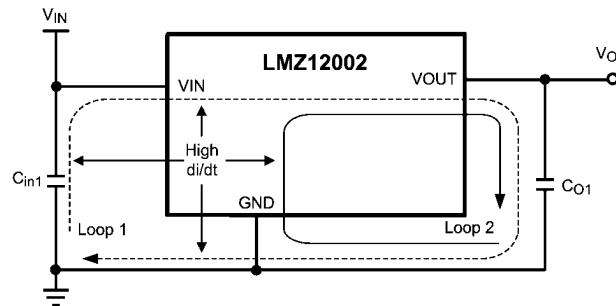 VIN
LMZ12002
VO
VIN
VOUT
High
di/dt
Cin1
CO1
GND
Loop 1
Loop 2